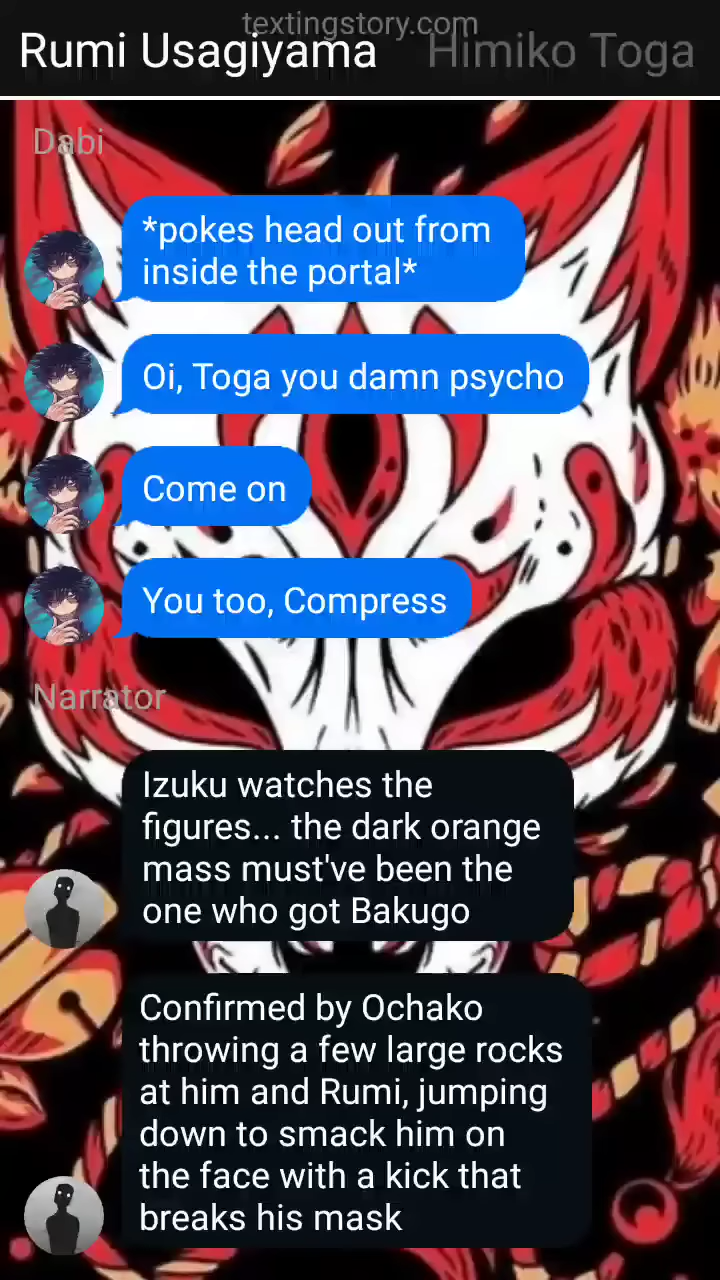 textingstory.com
Rumi Usagiyama Himiko Toga
Dabi
*pokes head out from
inside the portal*
Oi, Toga you damn psycho
Come on
You too, Compress
Narrator
Izuku watches the
figures... the dark orange
mass must've been the
one who got Bakugo
Confirmed by Ochako
throwing a few large rocks
at him and Rumi, jumping
down to smack him on
the face with a kick that
breaks his mask